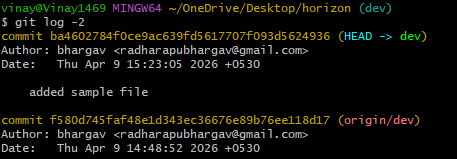 vinay@Vinay1469 MINGW64 ~/OneDrive/Desktop/horizon (dev)
$ git log -2
commit ba4602784f0ce9ac639fd5617707f093d5624936 (HEAD -> dev)
Author: bhargav <radharapubhargav@gmail.com>
Date:   Thu Apr 9 15:23:05 2026 +0530
    added sample file
commit f580d745faf48e1d343ec36676e89b76ee118d17 (origin/dev)
Author: bhargav <radharapubhargav@gmail.com>
Date:   Thu Apr 9 14:48:52 2026 +0530